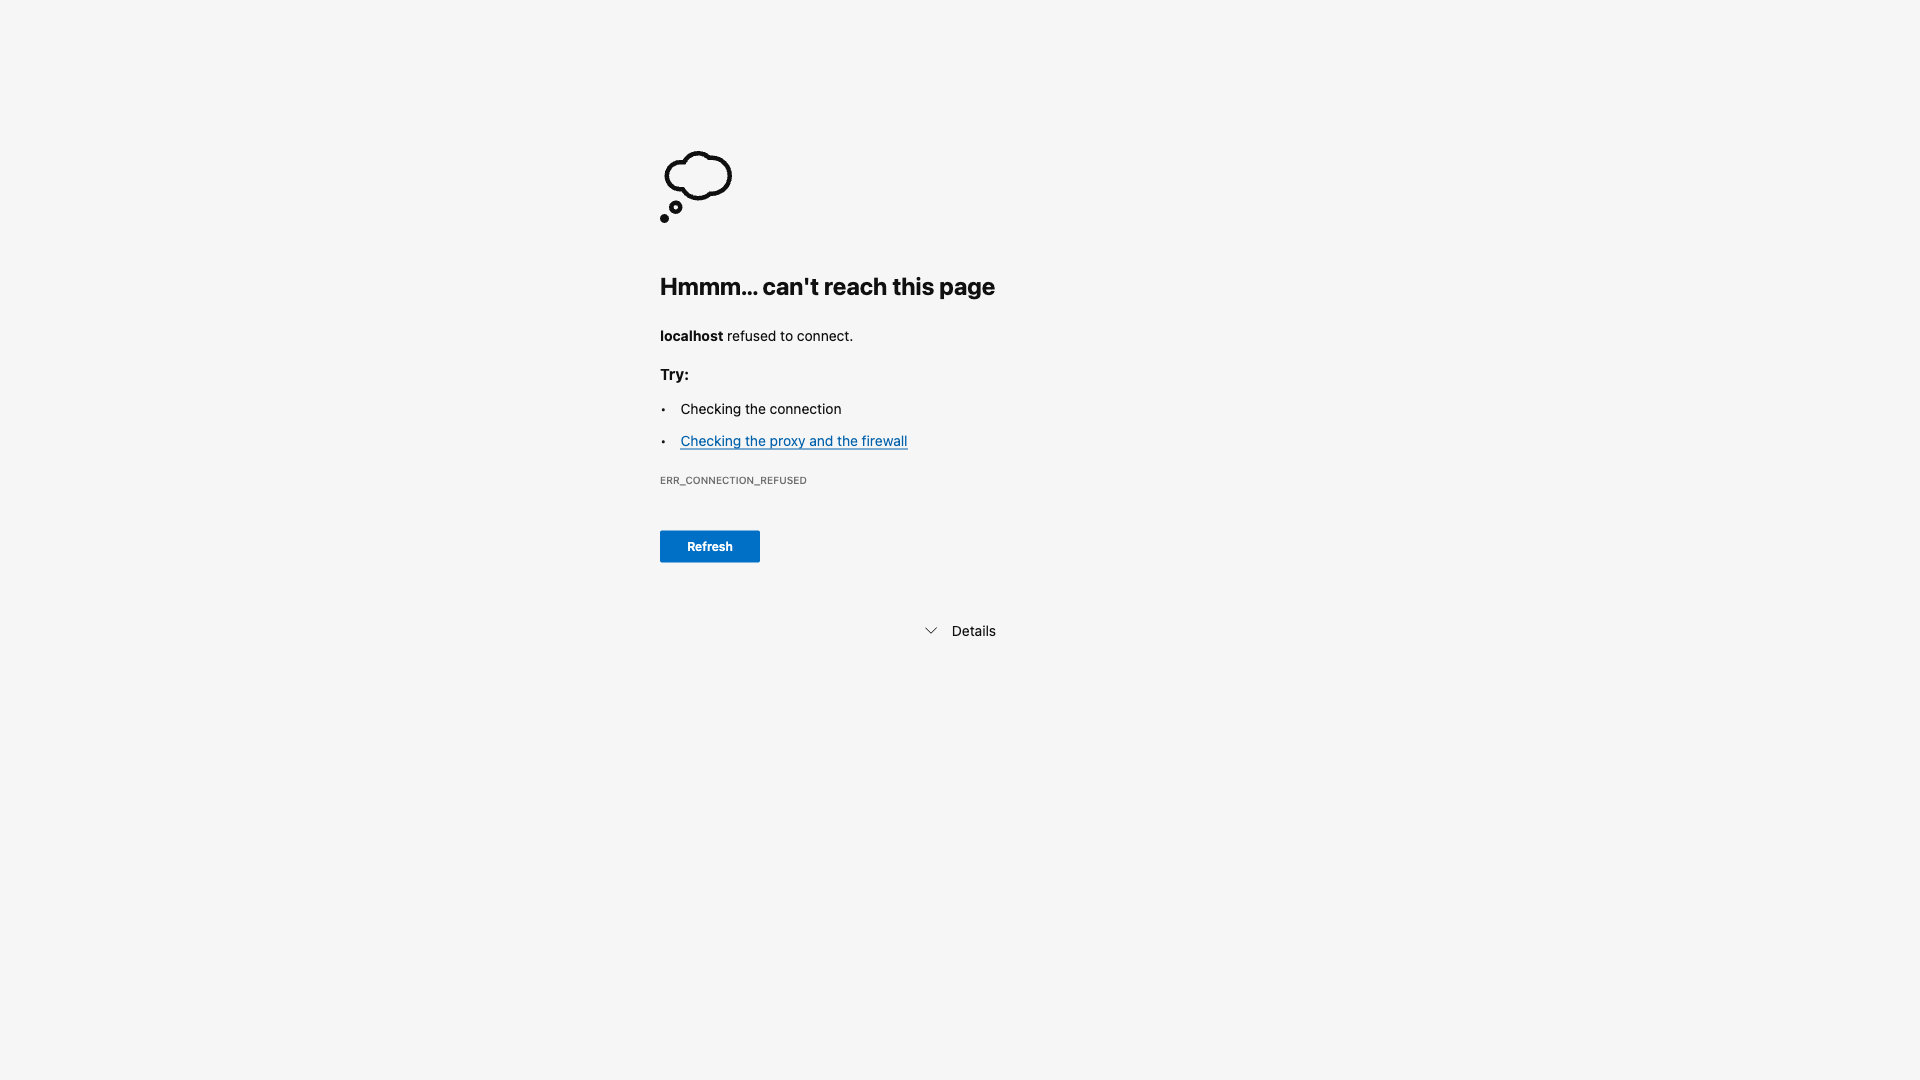 Hmmm... can't reach this page
localhost refused to connect.
Try:
• Checking the connection
• Checking the proxy and the firewall
ERR_CONNECTION_REFUSED
Refresh
Details